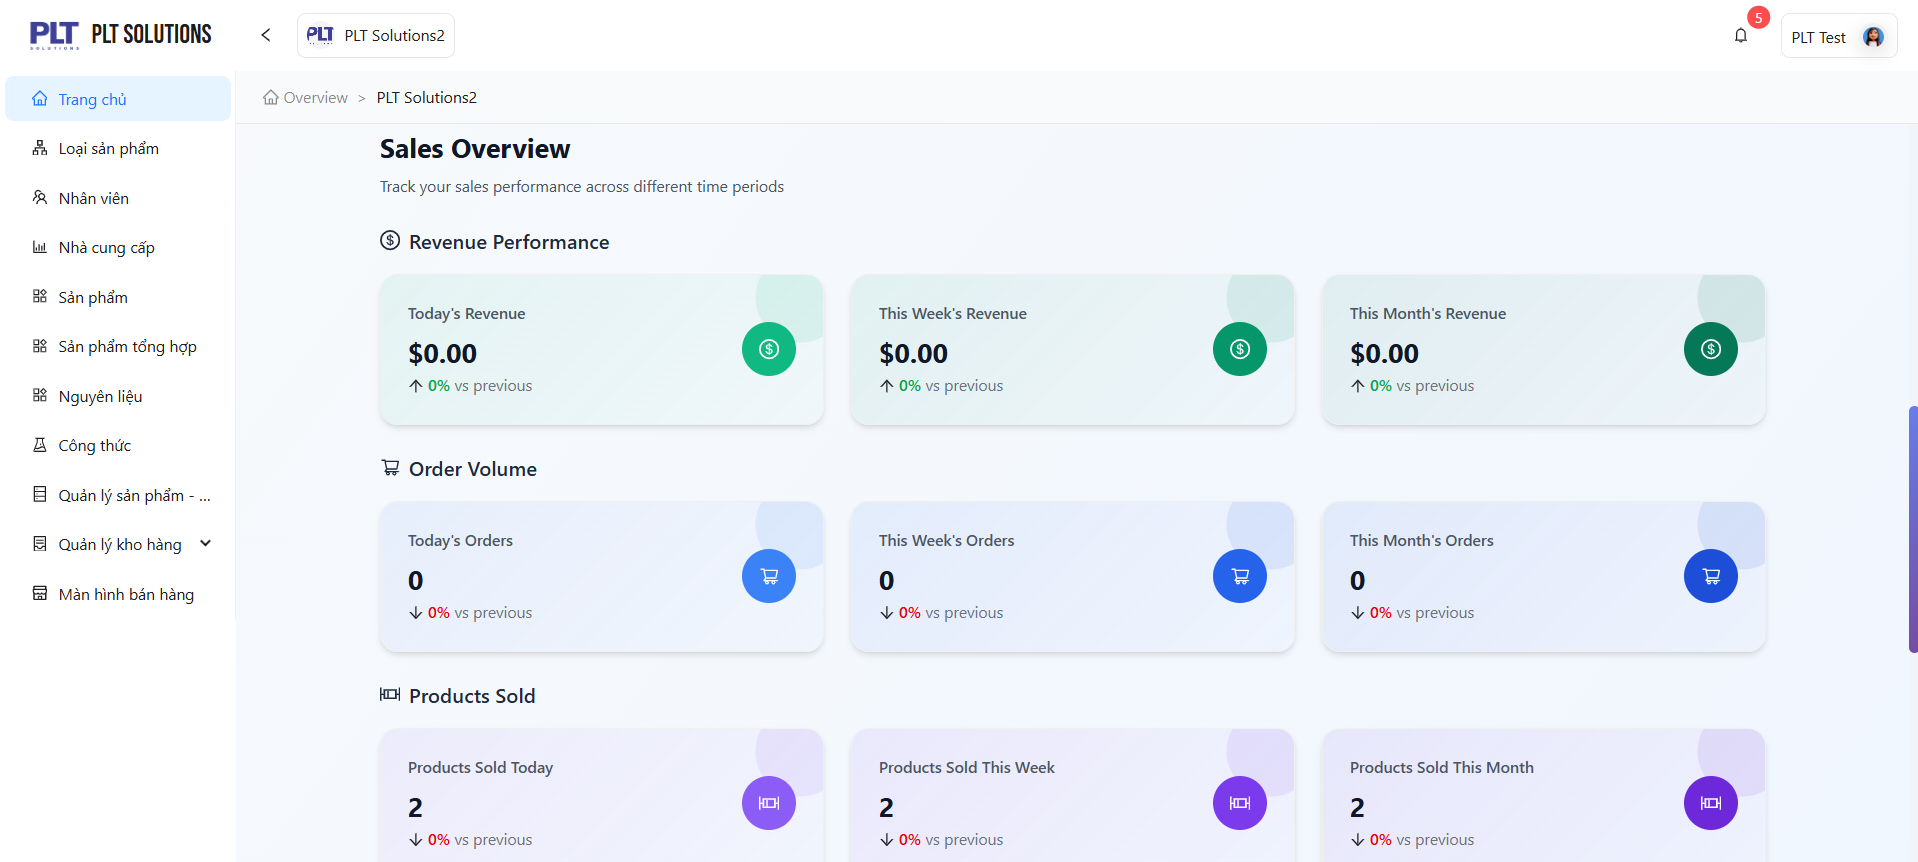 PLT SOLUTIONS PLT SOLUTIONS
PLT PLT Solutions2
5
PLT Test
Trang chủ
Loại sản phẩm
Nhân viên
Nhà cung cấp
Sản phẩm
Sản phẩm tổng hợp
Nguyên liệu
Công thức
Quản lý sản phẩm - ...
Quản lý kho hàng
Màn hình bán hàng
Overview > PLT Solutions2
Sales Overview
Track your sales performance across different time periods
Revenue Performance
Today's Revenue
$0.00
0% vs previous
This Week's Revenue
$0.00
0% vs previous
This Month's Revenue
$0.00
0% vs previous
Order Volume
Today's Orders
0
0% vs previous
This Week's Orders
0
0% vs previous
This Month's Orders
0
0% vs previous
Products Sold
Products Sold Today
2
0% vs previous
Products Sold This Week
2
0% vs previous
Products Sold This Month
2
0% vs previous